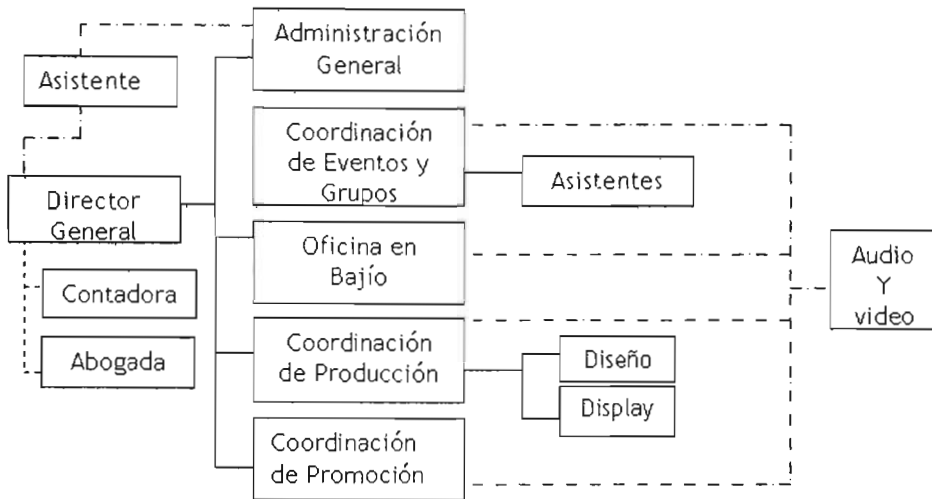 Administración
General
Asistente
Coordinación
de Eventos y
Grupos
Asistentes
Director
General
Oficina en
Bajío
Audio
Y
video
Contadora
Abogada
Coordinación
de Producción
Diseño
Display
Coordinación
de Promoción